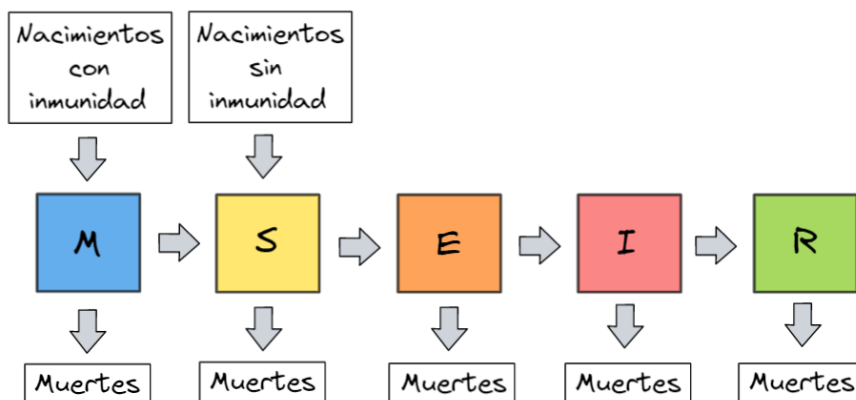 Nacimientos
con
inmunidad
Nacimientos
sin
inmunidad
M
S
E
I
R
Muertes
Muertes
Muertes
Muertes
Muertes